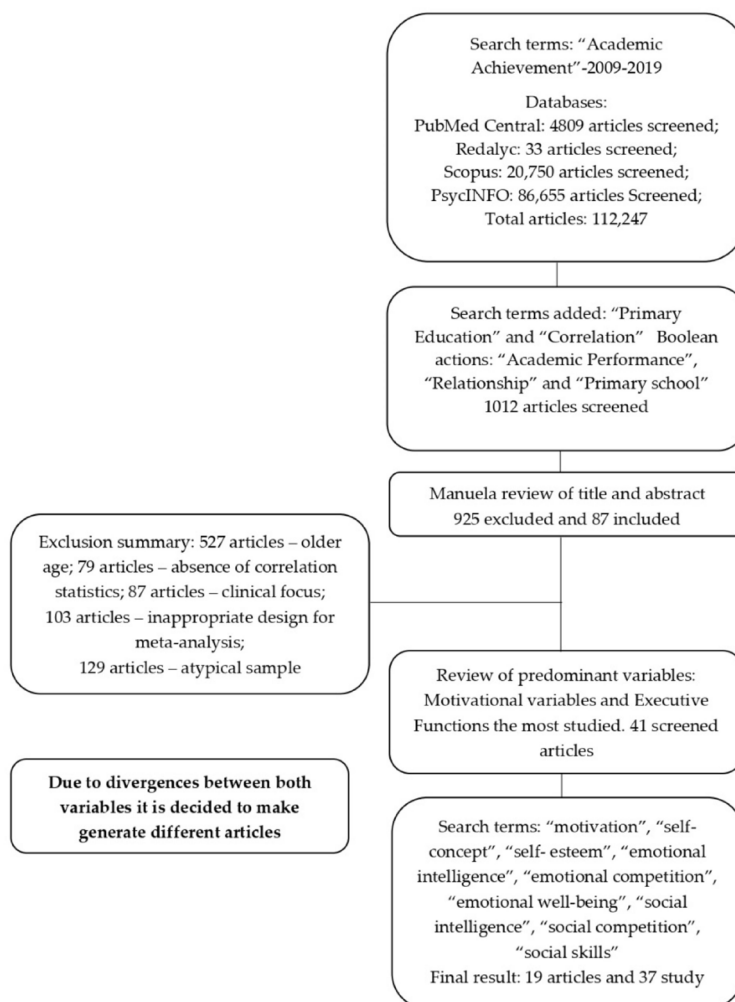 Search terms: “Academic
Achievement”-2009-2019
Databases:
PubMed Central: 4809 articles screened;
Redalyc: 33 articles screened;
Scopus: 20,750 articles screened;
PsycINFO: 86,655 articles Screened;
Total articles: 112,247
Search terms added: “Primary
Education” and “Correlation” Boolean
actions: “Academic Performance”,
“Relationship” and “Primary school”
1012 articles screened
Manuela review of title and abstract
925 excluded and 87 included
Exclusion summary: 527 articles – older
age; 79 articles – absence of correlation
statistics; 87 articles – clinical focus;
103 articles – inappropriate design for
meta-analysis;
129 articles – atypical sample
Review of predominant variables:
Motivational variables and Executive
Functions the most studied. 41 screened
articles
Due to divergences between both
variables it is decided to make
generate different articles
Search terms: “motivation”, “self-
concept”, “self- esteem”, “emotional
intelligence”, “emotional competition”,
“emotional well-being”, “social
intelligence”, “social competition”,
“social skills”
Final result: 19 articles and 37 study